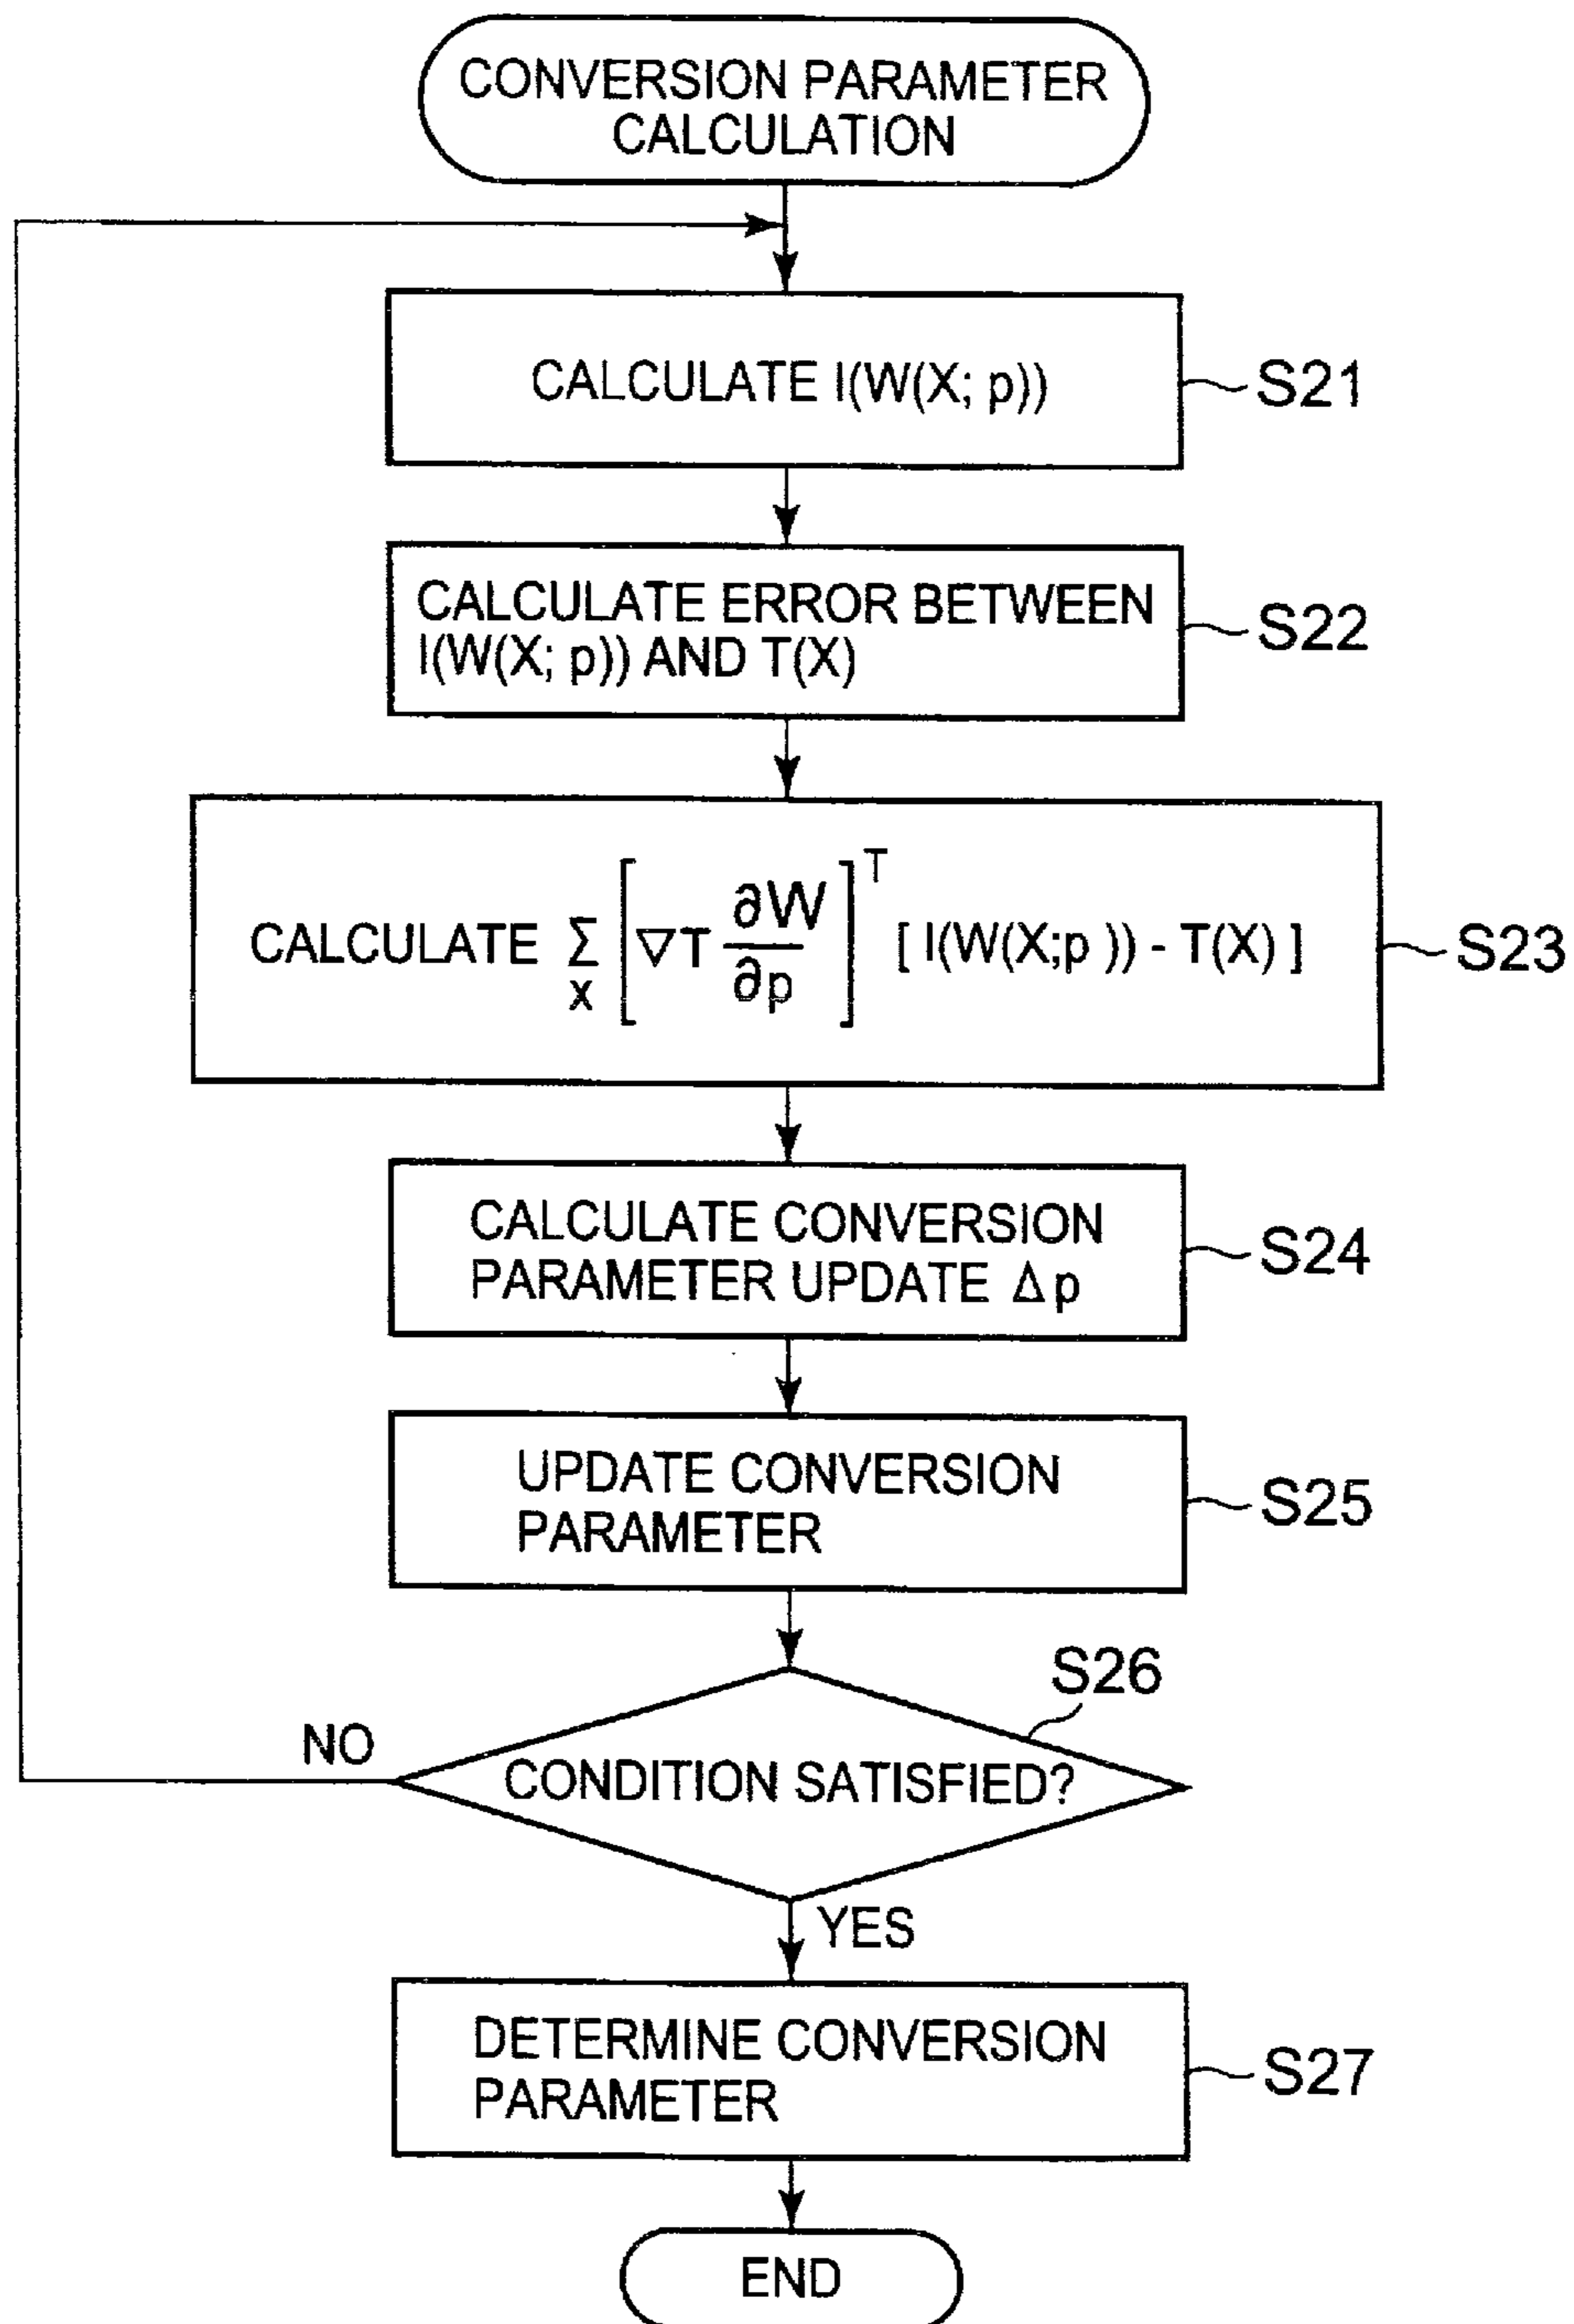 CONVERSION PARAMETER
CALCULATION
CALCULATE I(W(X; p))
S21
CALCULATE ERROR BETWEEN
I(W(X; p)) AND T(X)
S22
CALCULATE Σ_X [∇T ∂W/∂p]^T [ I(W(X;p )) - T(X) ]
S23
CALCULATE CONVERSION
PARAMETER UPDATE Δp
S24
UPDATE CONVERSION
PARAMETER
S25
S26
NO
CONDITION SATISFIED?
YES
DETERMINE CONVERSION
PARAMETER
S27
END